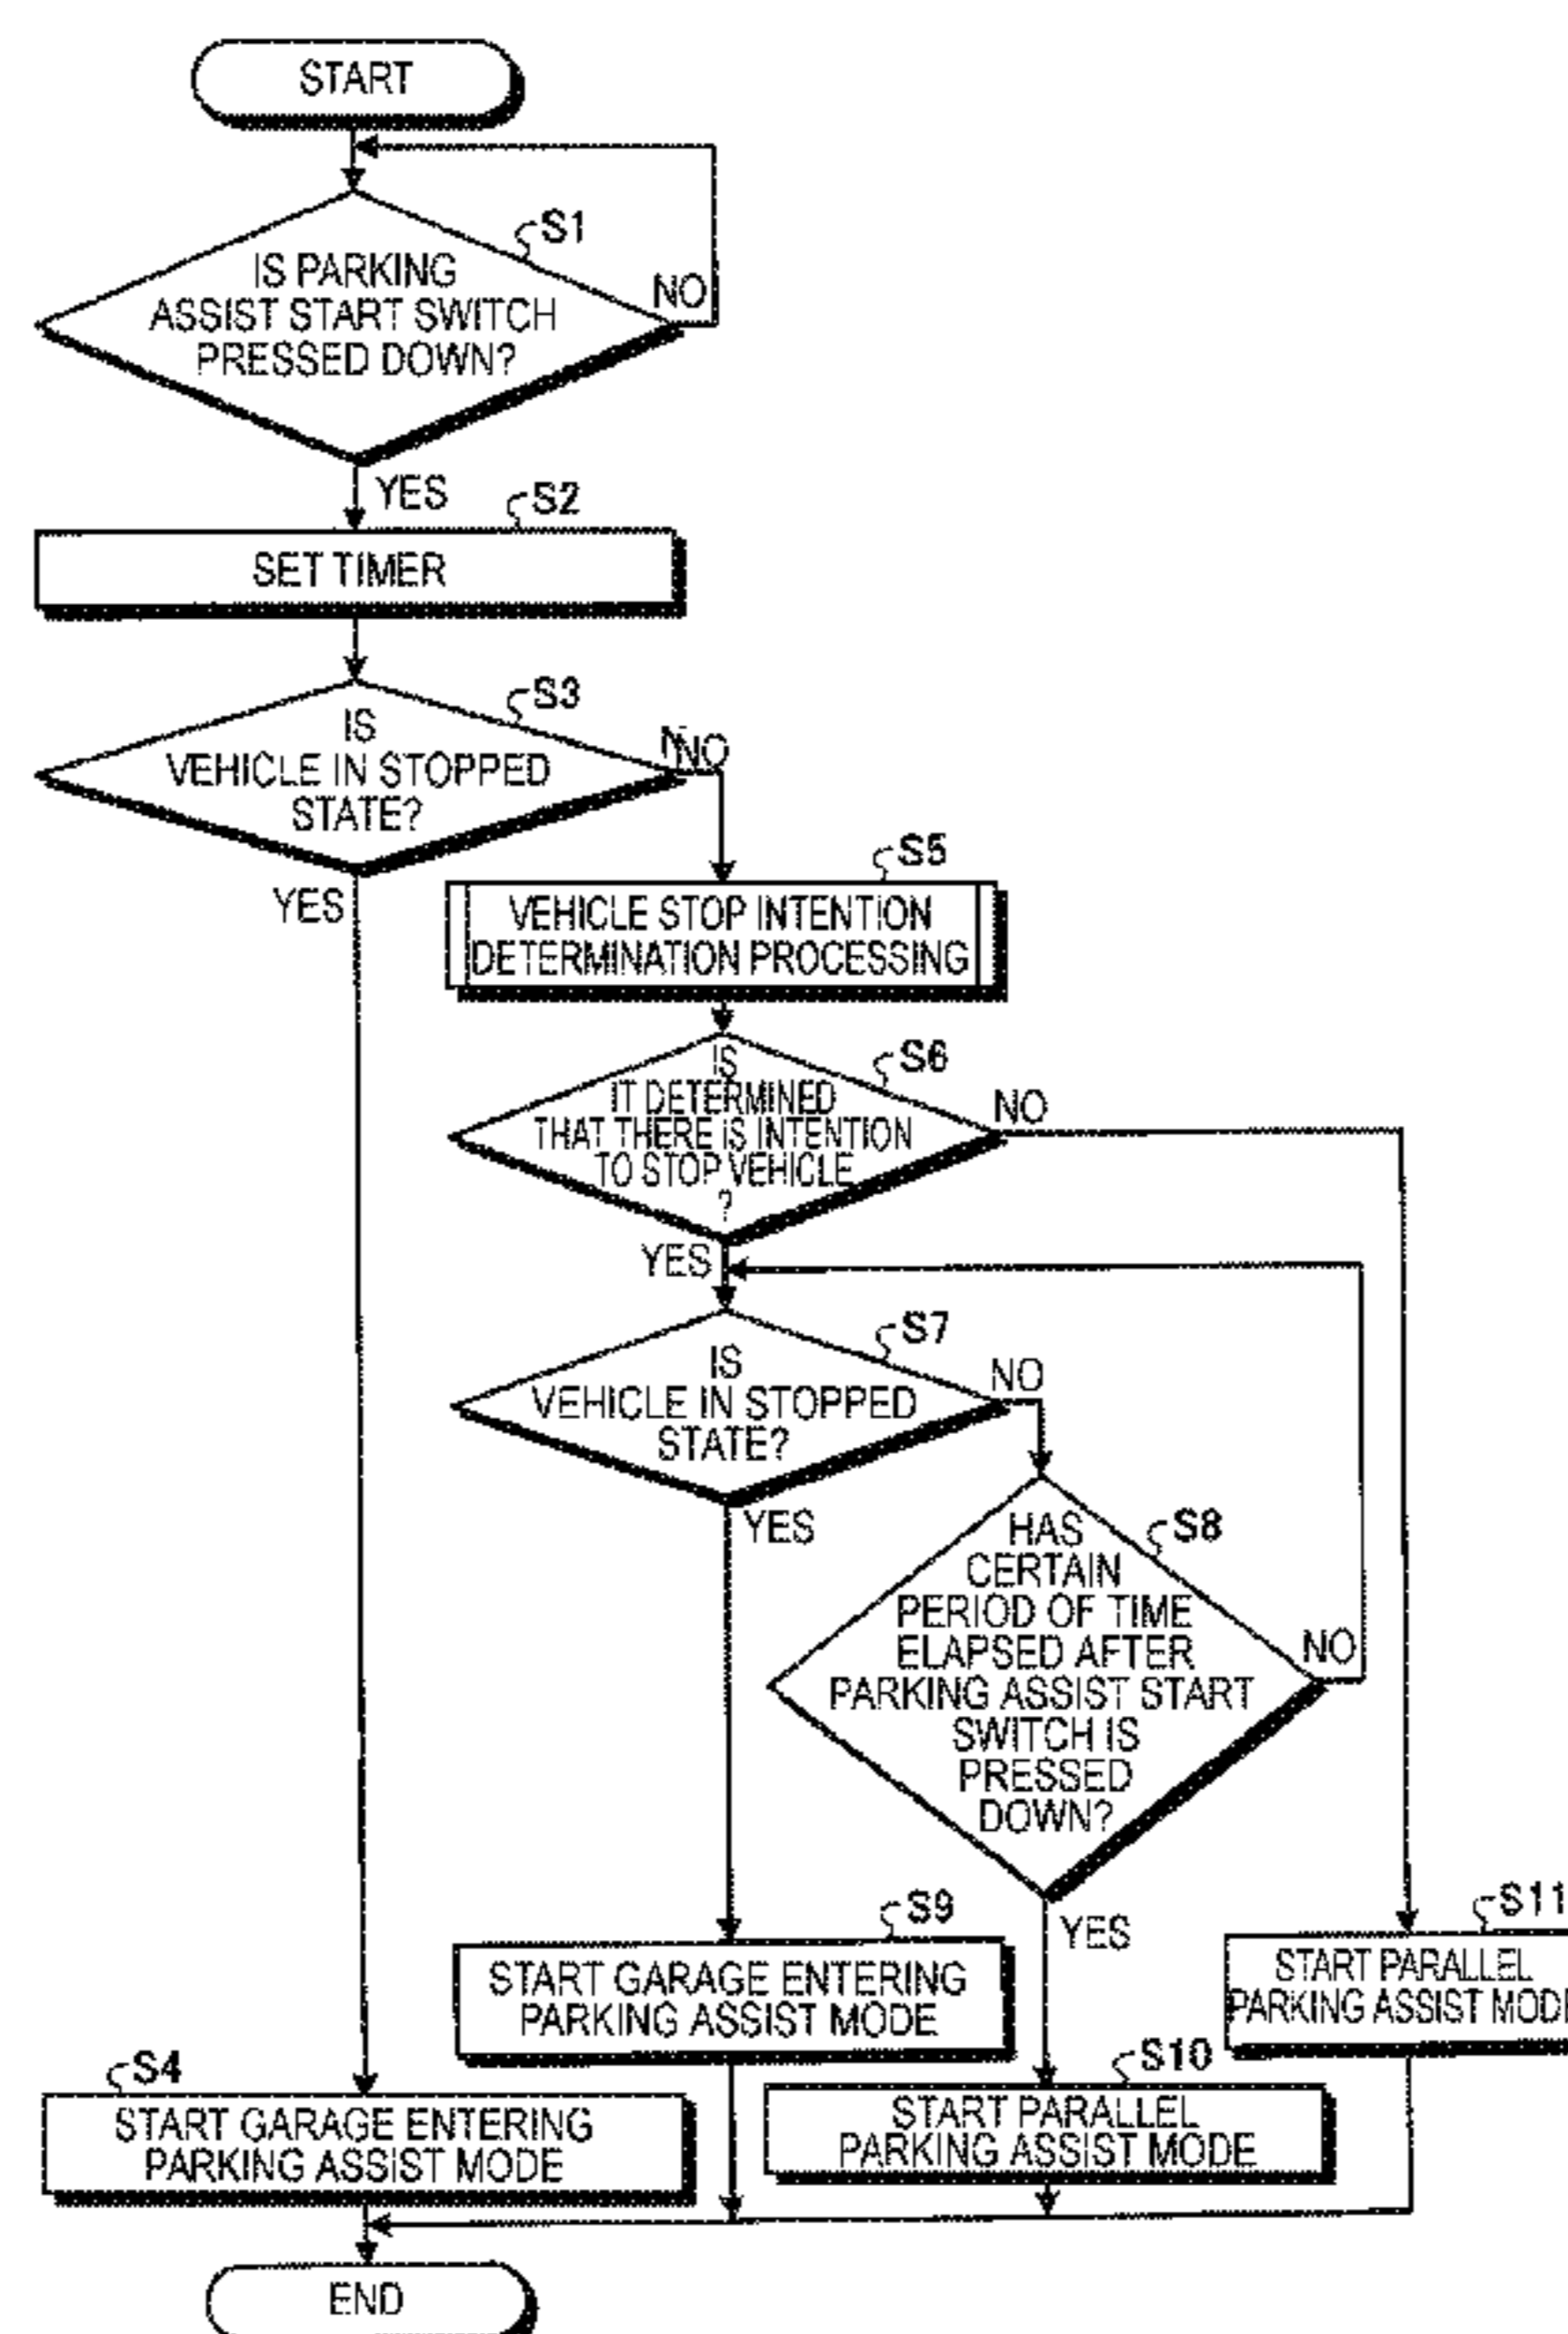 START
S1
IS PARKING
ASSIST START SWITCH
PRESSED DOWN?
NO
YES
S2
SET TIMER
S3
IS
VEHICLE IN STOPPED
STATE?
NO
YES
S5
VEHICLE STOP INTENTION
DETERMINATION PROCESSING
S6
IS
IT DETERMINED
THAT THERE IS INTENTION
TO STOP VEHICLE
?
NO
YES
S7
IS
VEHICLE IN STOPPED
STATE?
NO
YES
S8
HAS
CERTAIN
PERIOD OF TIME
ELAPSED AFTER
PARKING ASSIST START
SWITCH IS
PRESSED
DOWN?
NO
YES
S9
START GARAGE ENTERING
PARKING ASSIST MODE
S11
START PARALLEL
PARKING ASSIST MODE
S4
START GARAGE ENTERING
PARKING ASSIST MODE
S10
START PARALLEL
PARKING ASSIST MODE
END